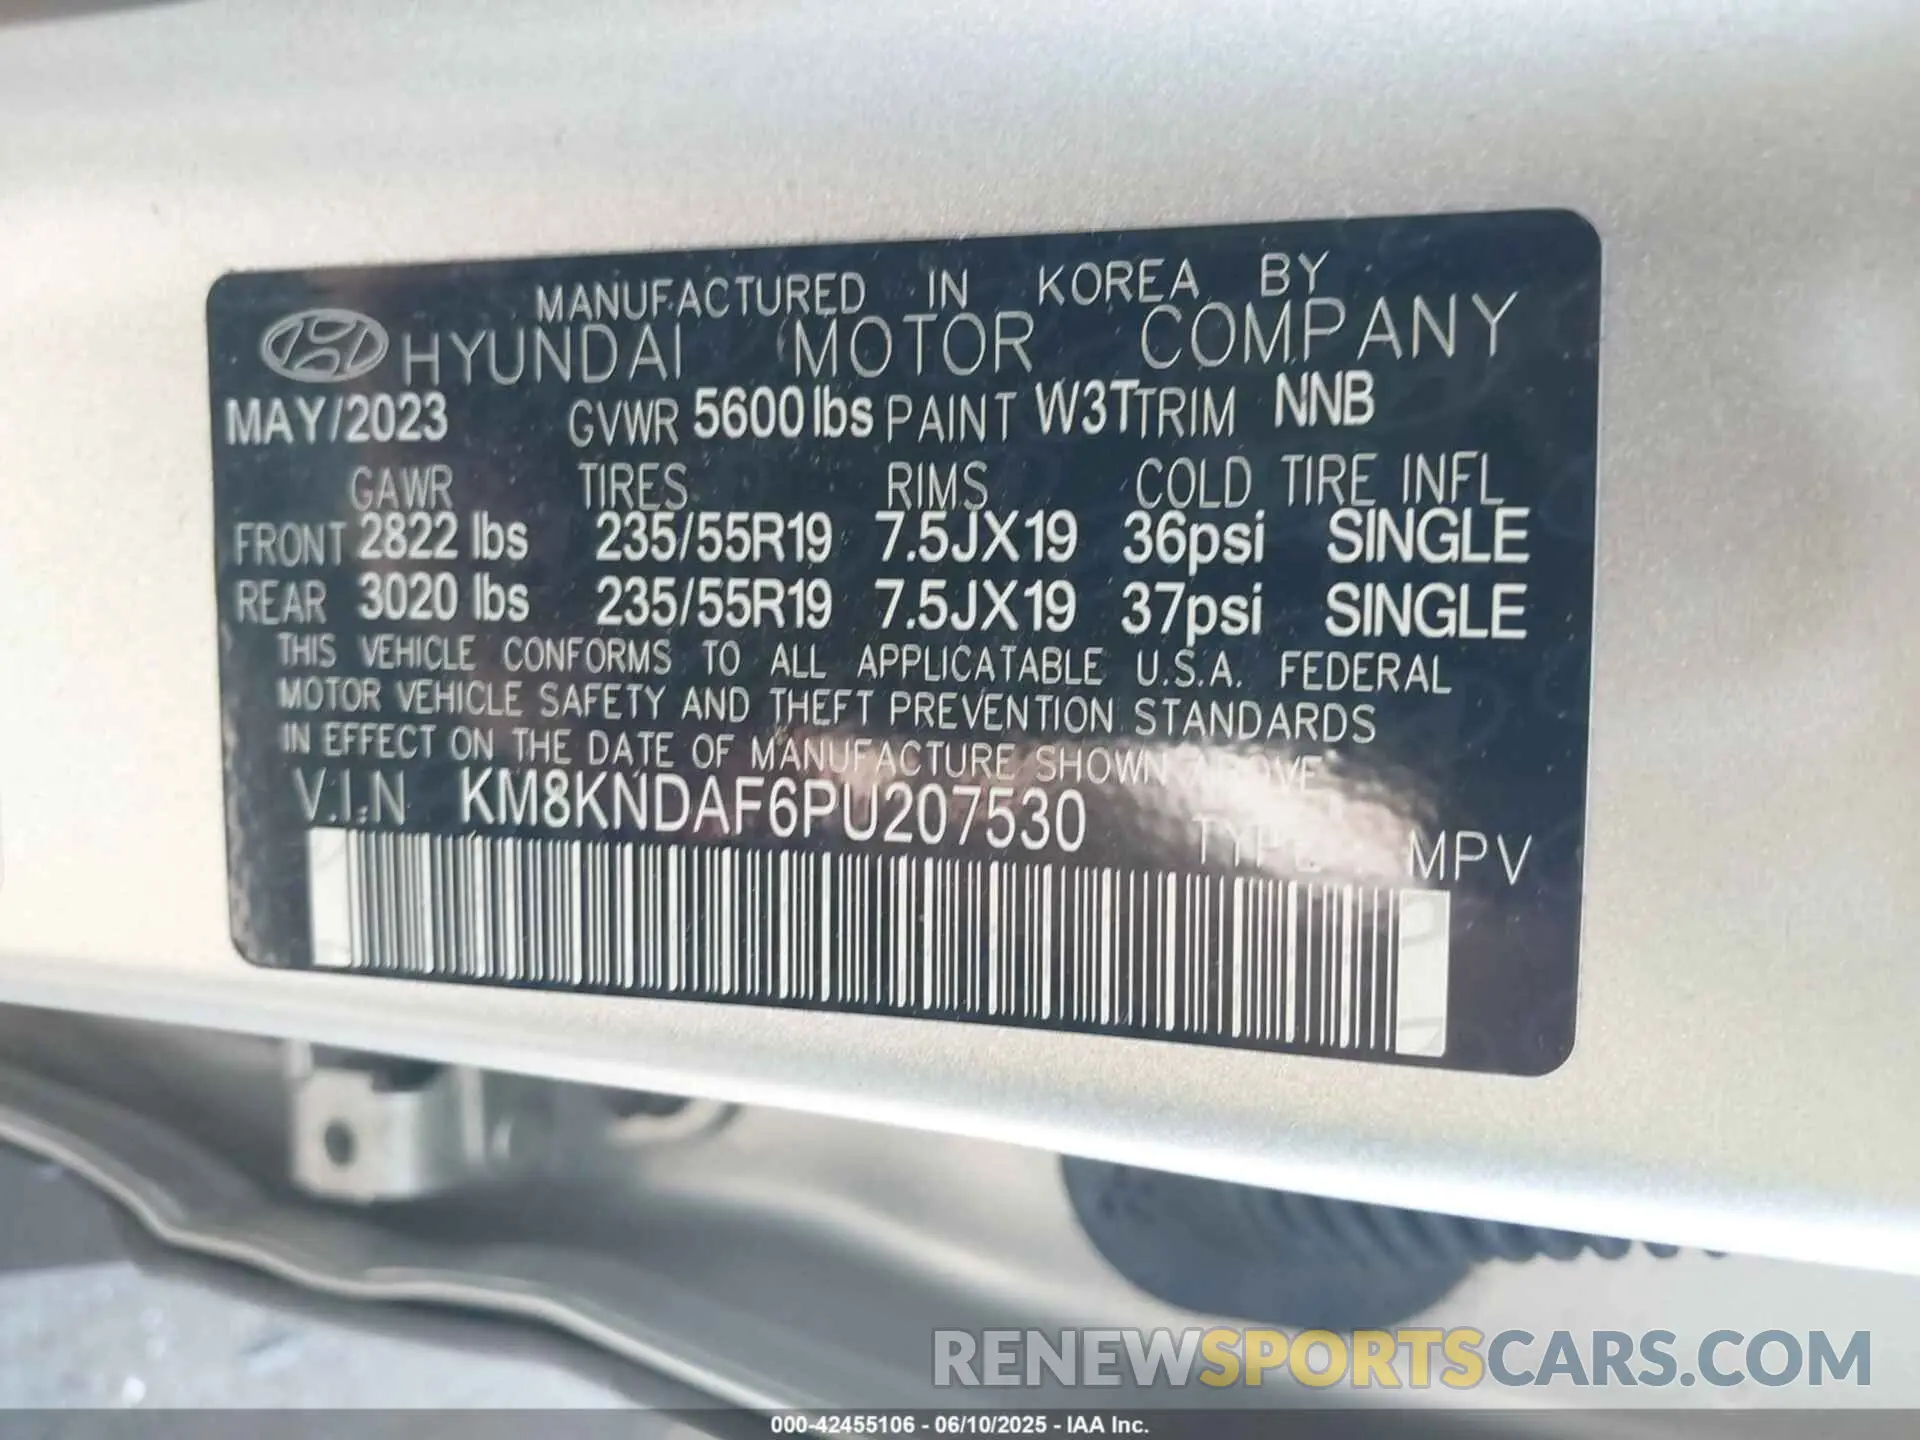 MANUFACTURED IN KOREA BY
HYUNDAI MOTOR COMPANY
MAY/2023 GVWR 5600 lbs PAINT W3T TRIM NNB
GAWR TIRES RIMS COLD TIRE INFL
FRONT 2822 lbs 235/55R19 7.5JX19 36psi SINGLE
REAR 3020 lbs 235/55R19 7.5JX19 37psi SINGLE
THIS VEHICLE CONFORMS TO ALL APPLICATABLE U.S.A. FEDERAL
MOTOR VEHICLE SAFETY AND THEFT PREVENTION STANDARDS
IN EFFECT ON THE DATE OF MANUFACTURE SHOWN ABOVE
V.I.N KM8KNDAF6PU207530 TYPE MPV
RENEWSPORTSCARS.COM
000-42455106 - 06/10/2025 - IAA Inc.